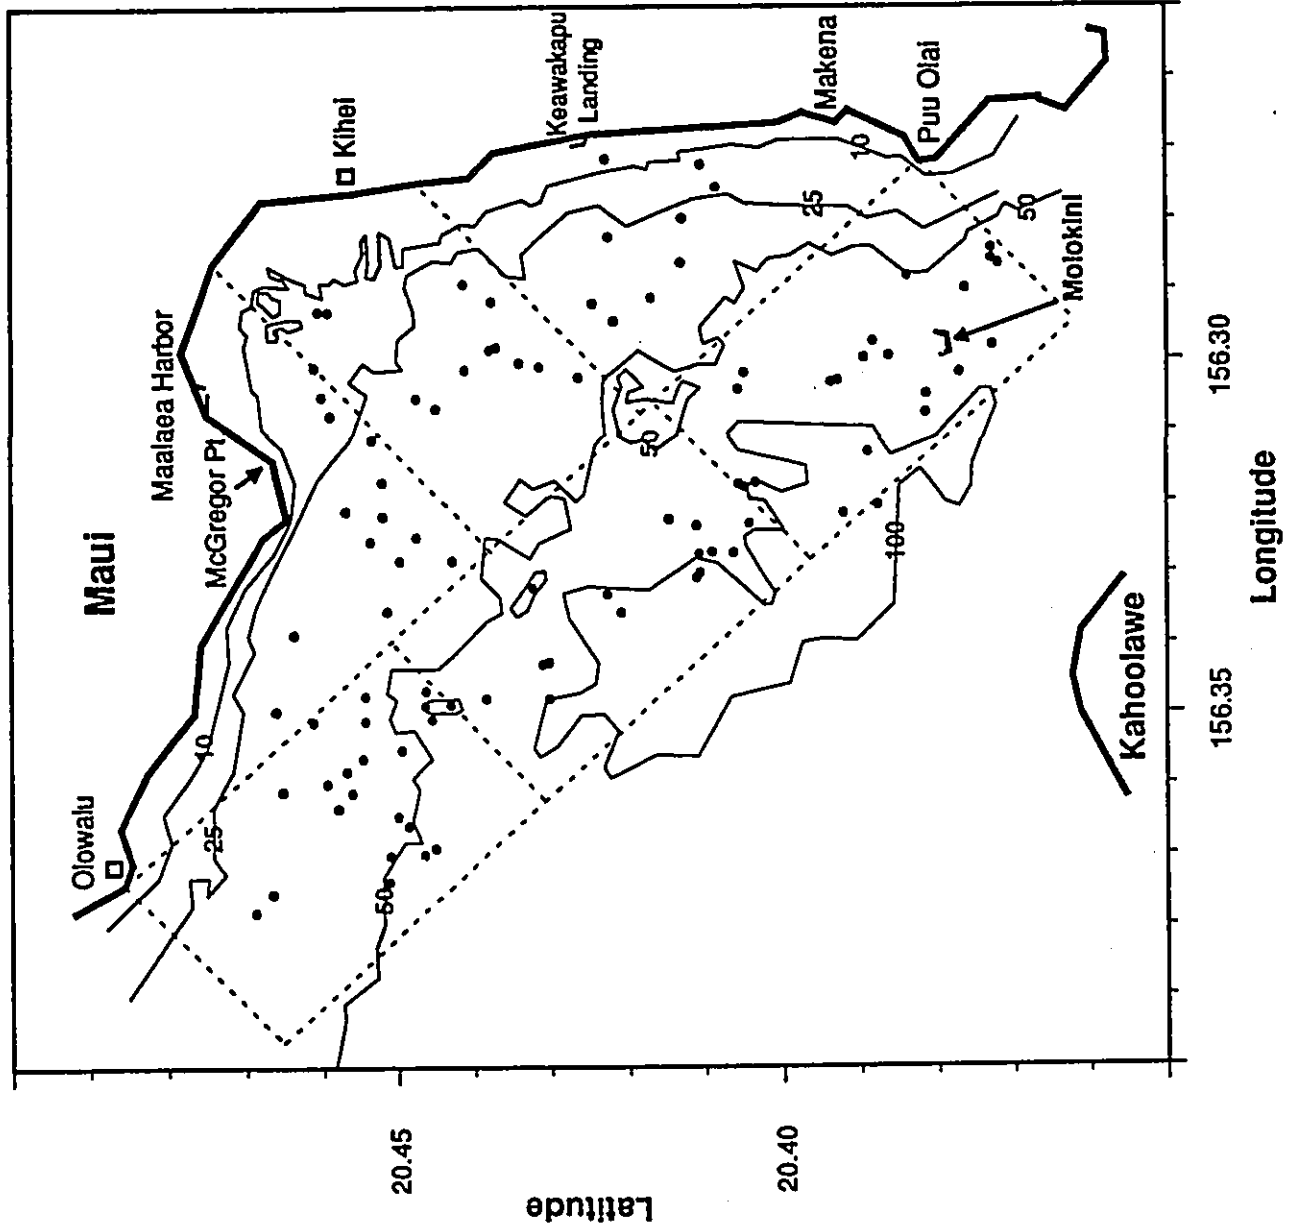 Maui
Maalaea Harbor
McGregor Pt
Olowalu
Kihei
Keawakapu
Landing
Makena
Puu Olai
Molokini
Kahoolawe
10
25
50
10
25
50
50
100
20.45
20.40
Latitude
156.30
156.35
Longitude